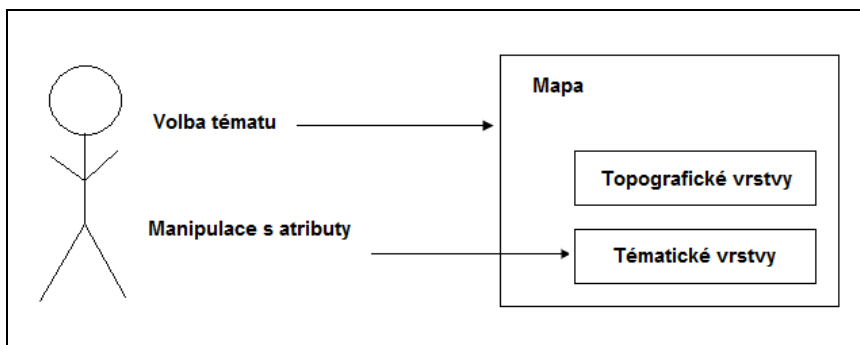 Mapa
Volba tématu
Topografické vrstvy
Manipulace s atributy
Tématické vrstvy